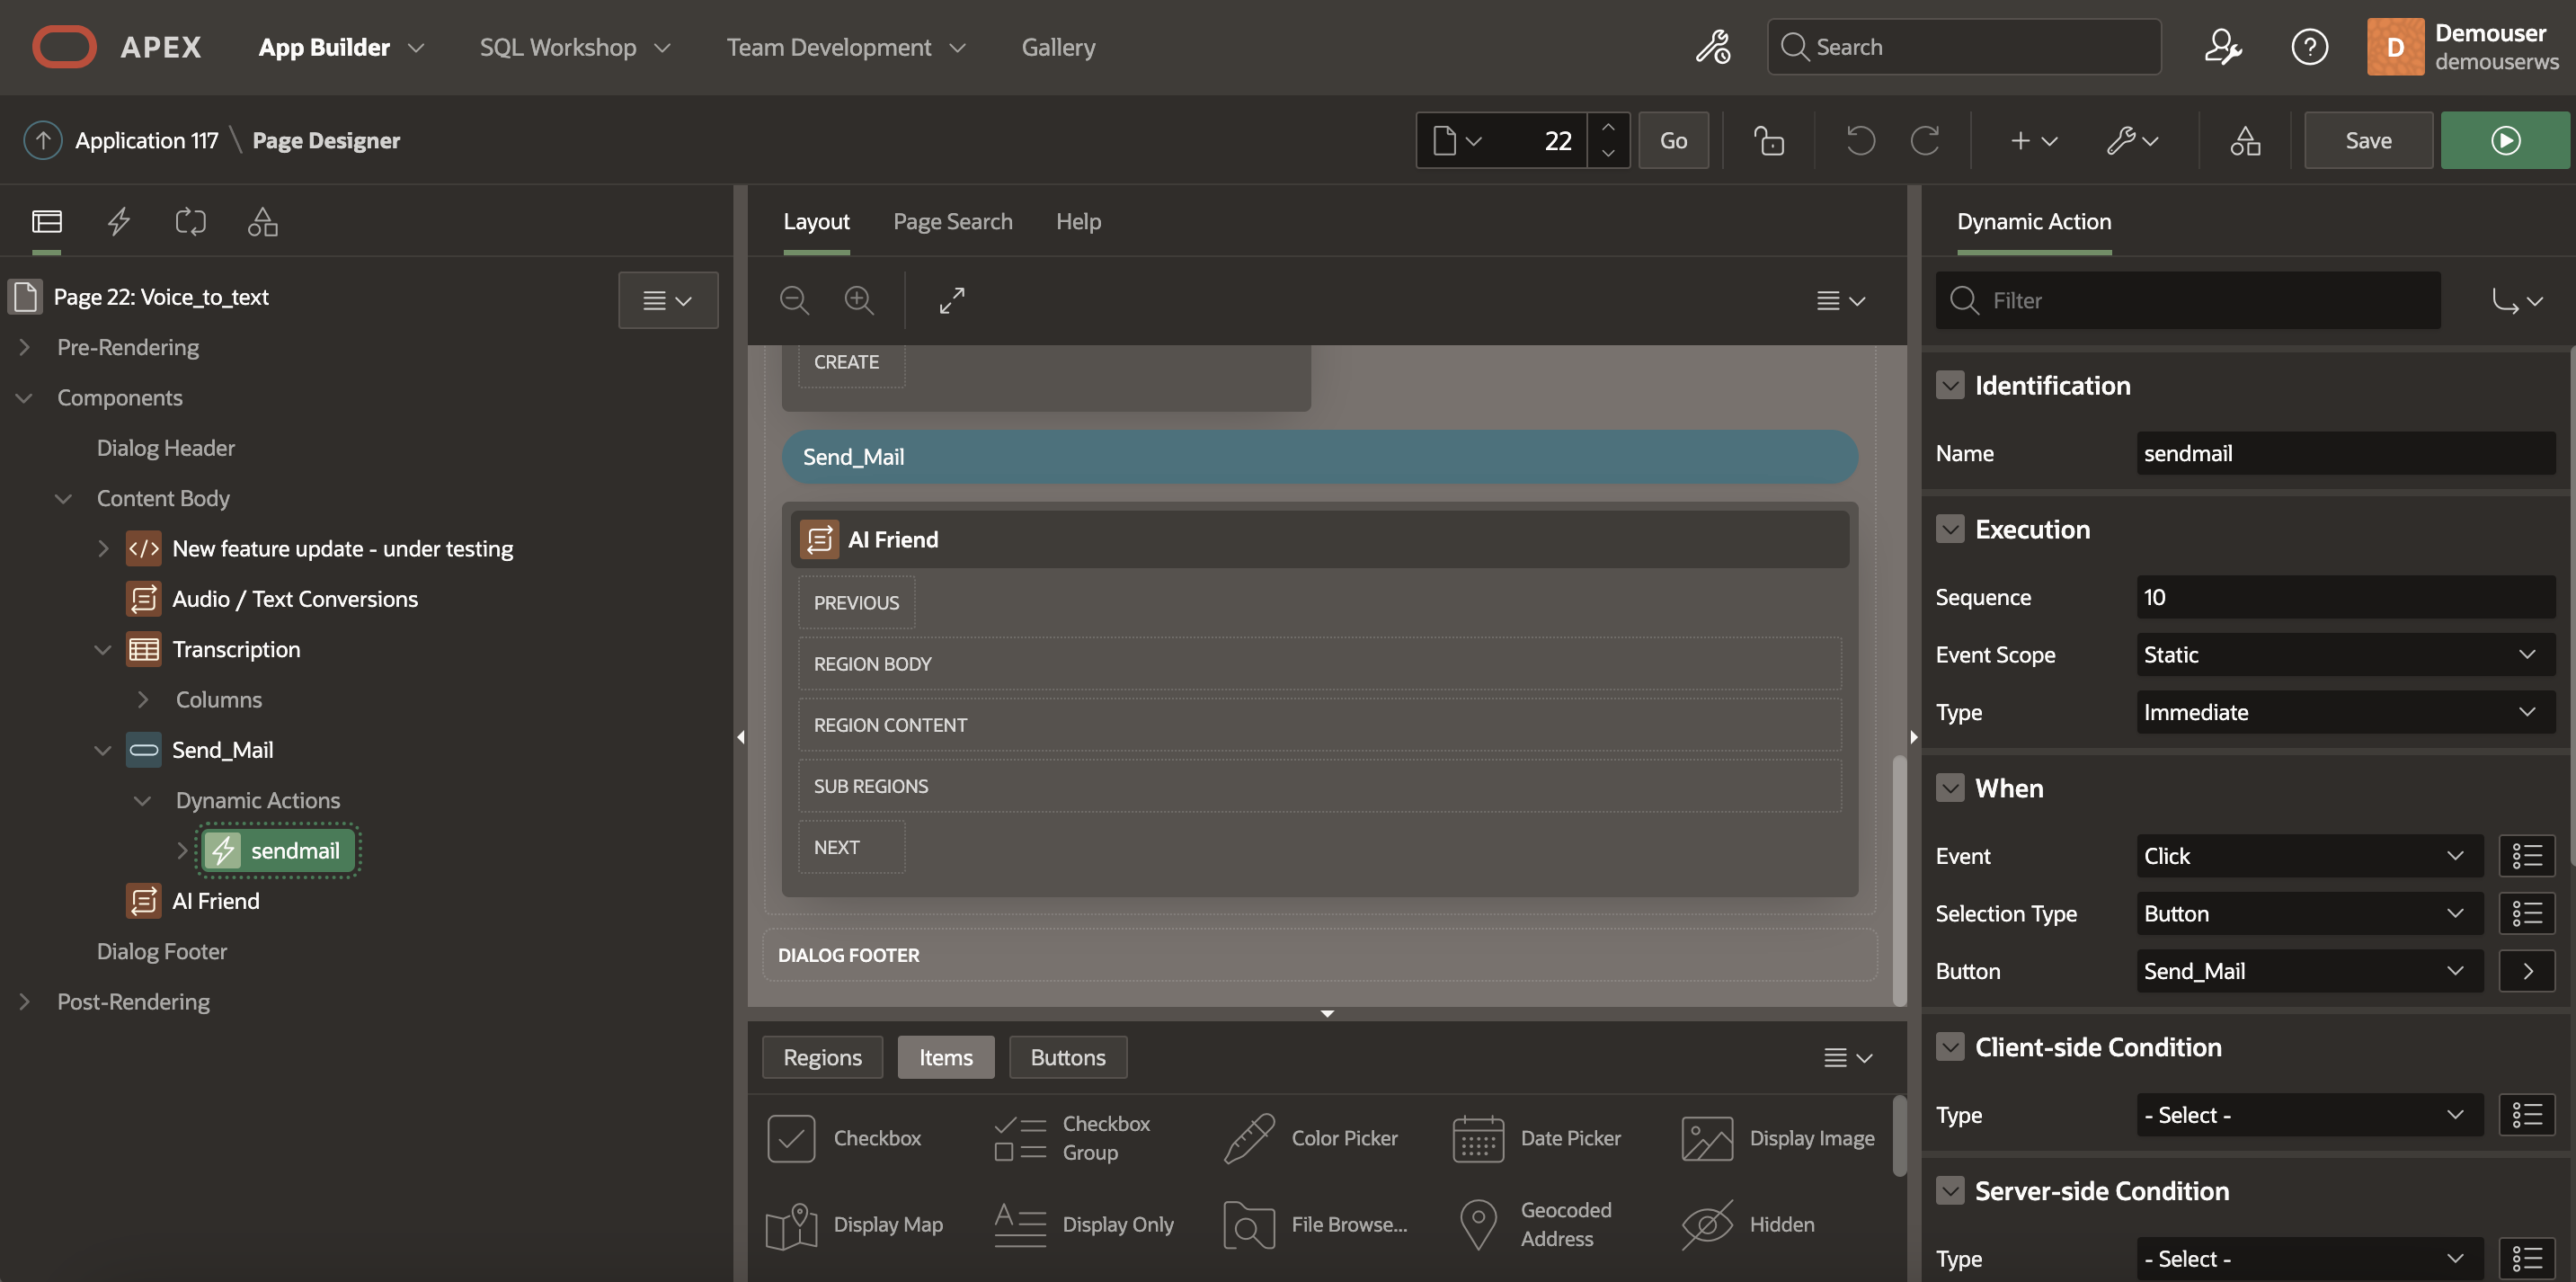 APEX
App Builder
SQL Workshop
Team Development
Gallery
Search
D
Demouser
demouserws
Application 117 \ Page Designer
22
Go
Save
Page 22: Voice_to_text
Pre-Rendering
Components
Dialog Header
Content Body
New feature update - under testing
Audio / Text Conversions
Transcription
Columns
Send_Mail
Dynamic Actions
sendmail
AI Friend
Dialog Footer
Post-Rendering
Layout
Page Search
Help
CREATE
Send_Mail
AI Friend
PREVIOUS
REGION BODY
REGION CONTENT
SUB REGIONS
NEXT
DIALOG FOOTER
Regions
Items
Buttons
Checkbox
Checkbox
Group
Color Picker
Date Picker
Display Image
Display Map
Display Only
File Browse...
Geocoded
Address
Hidden
Dynamic Action
Filter
Identification
Name sendmail
Execution
Sequence 10
Event Scope Static
Type Immediate
When
Event Click
Selection Type Button
Button Send_Mail
Client-side Condition
Type - Select -
Server-side Condition
Type - Select -